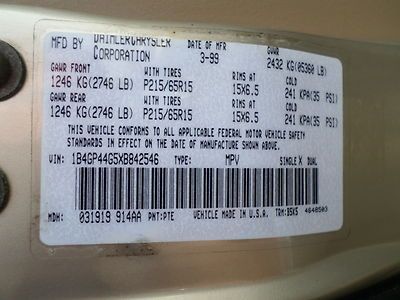 MFD BY DAIMLERCHRYSLER CORPORATION DATE OF MFR 3-99 GVWR 2432 KG(05360 LB)
GAWR FRONT WITH TIRES RIMS AT COLD
1246 KG(2746 LB) P215/65R15 15X6.5 241 KPA(35 PSI)
GAWR REAR WITH TIRES RIMS AT COLD
1246 KG(2746 LB) P215/65R15 15X6.5 241 KPA(35 PSI)
THIS VEHICLE CONFORMS TO ALL APPLICABLE FEDERAL MOTOR VEHICLE SAFETY
STANDARDS IN EFFECT ON THE DATE OF MANUFACTURE SHOWN ABOVE
VIN: 1B4GP44G5XB842546 TYPE: MPV SINGLE X DUAL
MDH: 031919 914AA PNT:PTE VEHICLE MADE IN U.S.A. TRM:B5K5 4648503